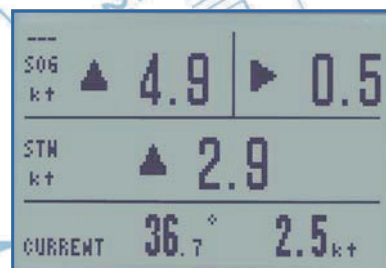 ---
SOG
kt ▲ 4.9 ▶ 0.5
STW
kt ▲ 2.9
CURRENT 36.7° 2.5kt